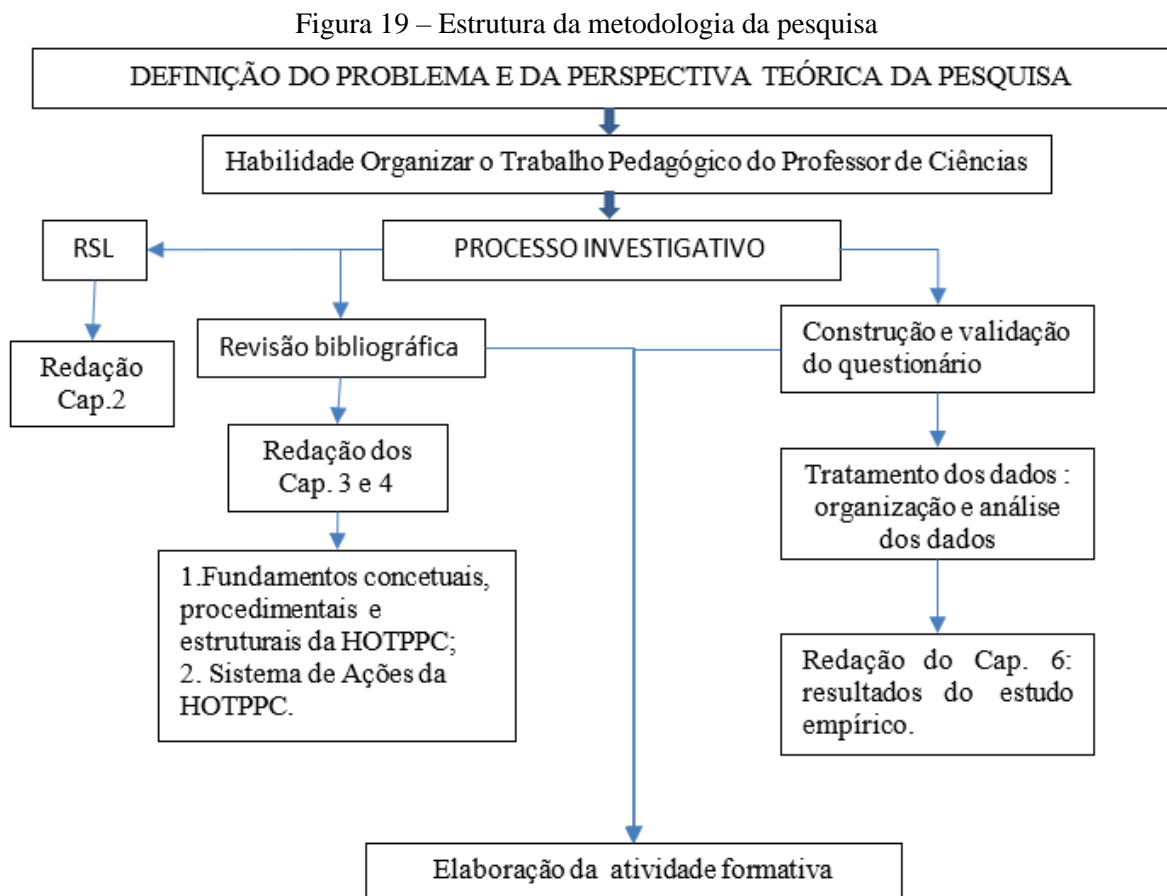 Figura 19 – Estrutura da metodologia da pesquisa
DEFINIÇÃO DO PROBLEMA E DA PERSPECTIVA TEÓRICA DA PESQUISA
Habilidade Organizar o Trabalho Pedagógico do Professor de Ciências
RSL
PROCESSO INVESTIGATIVO
Redação
Cap.2
Revisão bibliográfica
Construção e validação
do questionário
Redação dos
Cap. 3 e 4
Tratamento dos dados :
organização e análise
dos dados
1.Fundamentos concetuais,
procedimentais e
estruturais da HOTPPC;
2. Sistema de Ações da
HOTPPC.
Redação do Cap. 6:
resultados do estudo
empírico.
Elaboração da atividade formativa